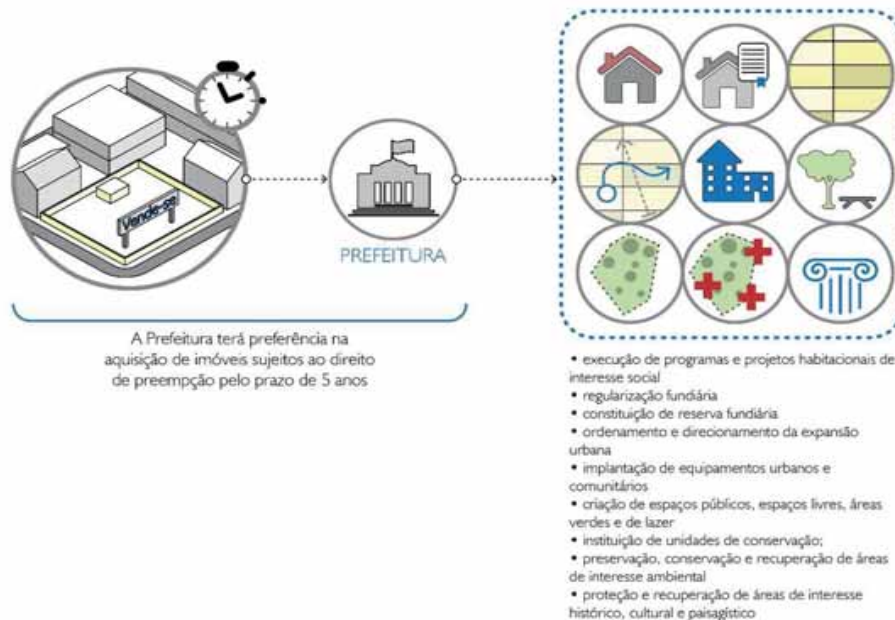 Vende-se
PREFEITURA
A Prefeitura terá preferência na
aquisição de imóveis sujeitos ao direito
de preempção pelo prazo de 5 anos
• execução de programas e projetos habitacionais de
interesse social
• regularização fundiária
• constituição de reserva fundiária
• ordenamento e direcionamento da expansão
urbana
• implantação de equipamentos urbanos e
comunitários
• criação de espaços públicos, espaços livres, áreas
verdes e de lazer
• instituição de unidades de conservação;
• preservação, conservação e recuperação de áreas
de interesse ambiental
• proteção e recuperação de áreas de interesse
histórico, cultural e paisagístico